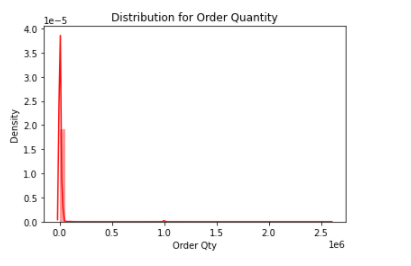 Distribution for Order Quantity
1e−5
4.0
3.5
3.0
2.5
2.0
1.5
1.0
0.5
0.0
Density
0.0 0.5 1.0 1.5 2.0 2.5
1e6
Order Qty